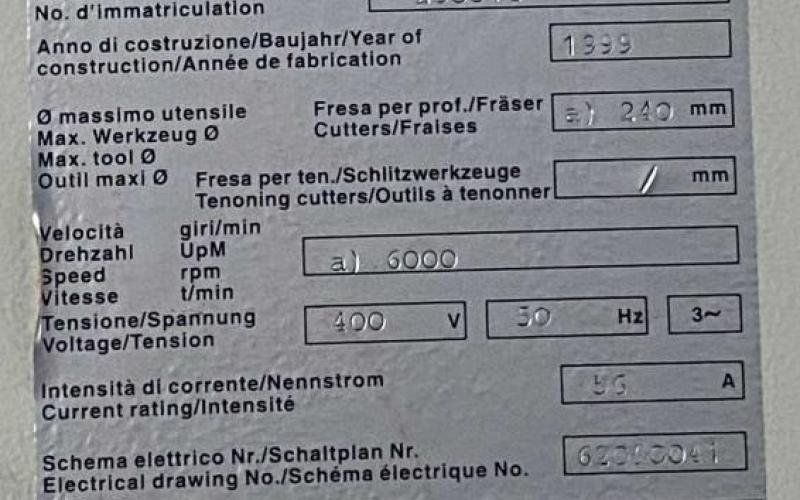 No. d'immatriculation
Anno di costruzione/Baujahr/Year of
construction/Année de fabrication
1999
Ø massimo utensile
Max. Werkzeug Ø
Max. tool Ø
Outil maxi Ø
Fresa per prof./Fräser
Cutters/Fraises
a) 240 mm
Fresa per ten./Schlitzwerkzeuge
Tenoning cutters/Outils à tenonner
/ mm
Velocità giri/min
Drehzahl UpM
Speed rpm
Vitesse t/min
a) 6000
Tensione/Spannung
Voltage/Tension
400 V
50 Hz
3~
Intensità di corrente/Nennstrom
Current rating/Intensité
A
Schema elettrico Nr./Schaltplan Nr.
Electrical drawing No./Schéma électrique No.